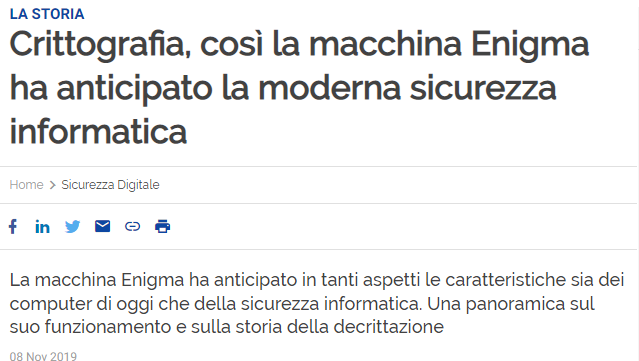 LA STORIA
Crittografia, così la macchina Enigma
ha anticipato la moderna sicurezza
informatica
Home > Sicurezza Digitale
La macchina Enigma ha anticipato in tanti aspetti le caratteristiche sia dei
computer di oggi che della sicurezza informatica. Una panoramica sul
suo funzionamento e sulla storia della decrittazione
08 Nov 2019